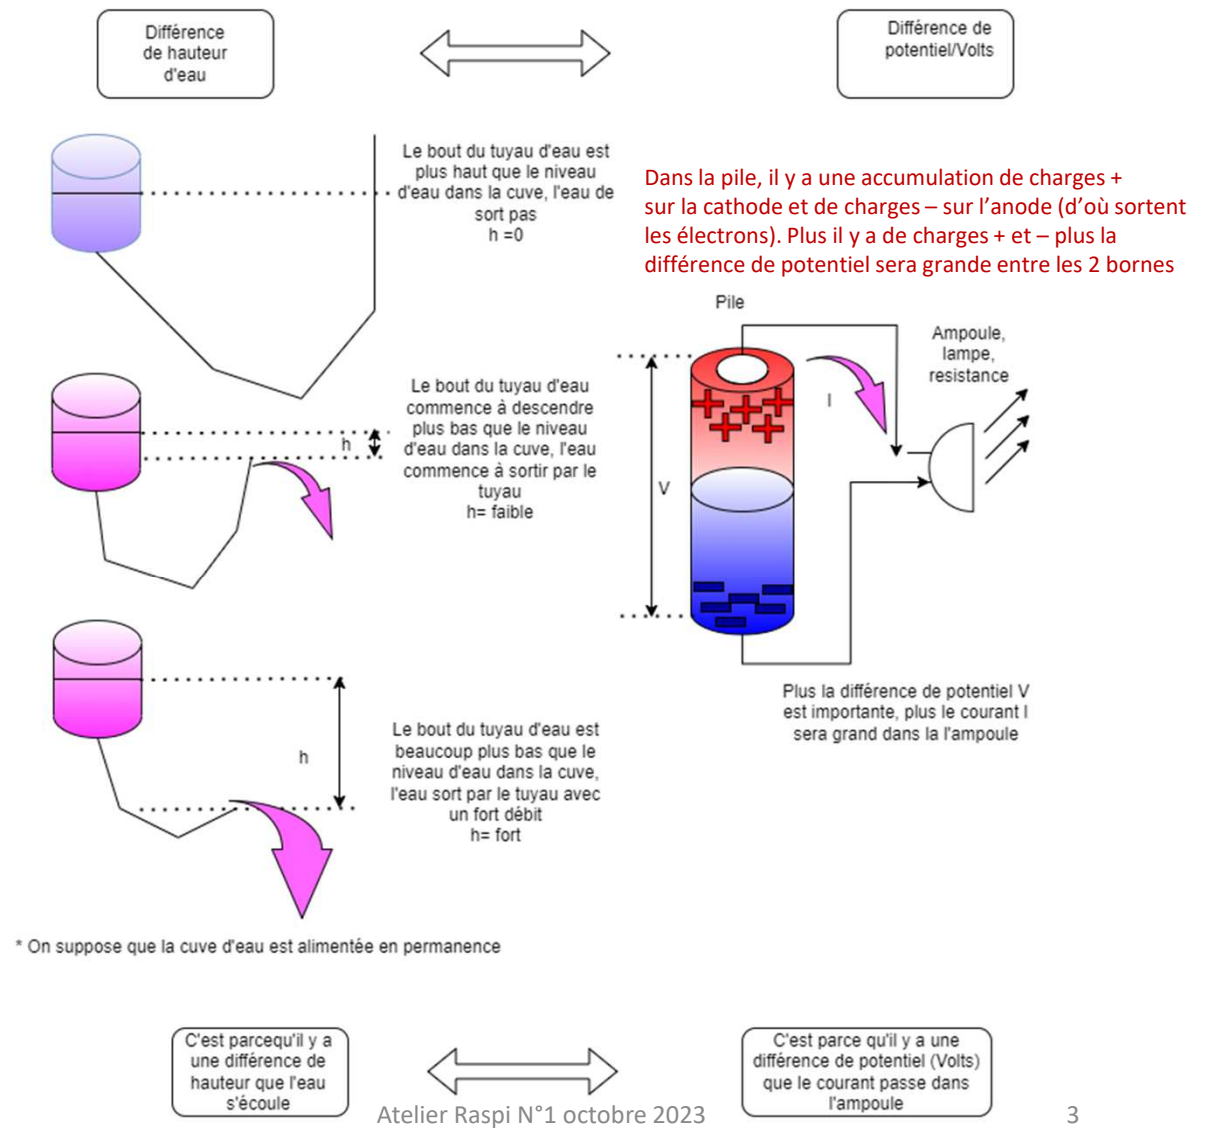 Différence
de hauteur
d'eau
Différence de
potentiel/Volts
Le bout du tuyau d'eau est
plus haut que le niveau
d'eau dans la cuve, l'eau de
sort pas
h =0
Dans la pile, il y a une accumulation de charges +
sur la cathode et de charges – sur l’anode (d’où sortent
les électrons). Plus il y a de charges + et – plus la
différence de potentiel sera grande entre les 2 bornes
Pile
Ampoule,
lampe,
resistance
I
V
Le bout du tuyau d'eau
commence à descendre
plus bas que le niveau
d'eau dans la cuve, l'eau
commence à sortir par le
tuyau
h= faible
h
Plus la différence de potentiel V
est importante, plus le courant I
sera grand dans la l'ampoule
h
Le bout du tuyau d'eau est
beaucoup plus bas que le
niveau d'eau dans la cuve,
l'eau sort par le tuyau avec
un fort débit
h= fort
* On suppose que la cuve d'eau est alimentée en permanence
C'est parcequ'il y a
une différence de
hauteur que l'eau
s'écoule
C'est parce qu'il y a une
différence de potentiel (Volts)
que le courant passe dans
l'ampoule
Atelier Raspi N°1 octobre 2023
3